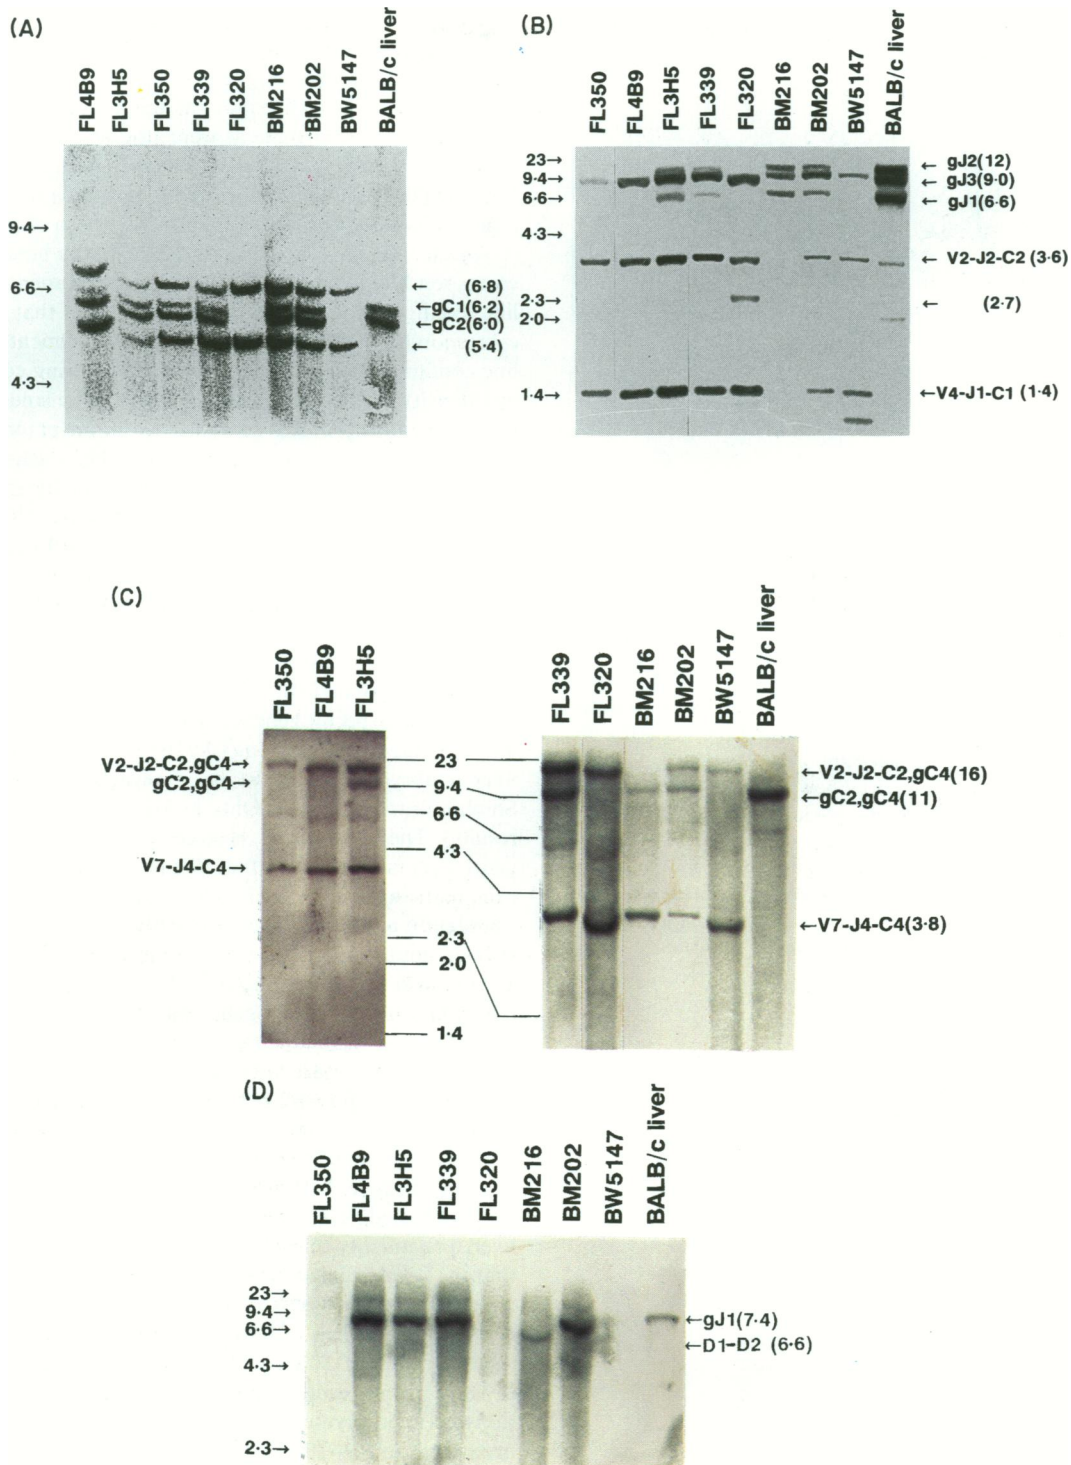 (A)
FL4B9
FL3H5
FL350
FL339
FL320
BM216
BM202
BW5147
BALB/c liver
9·4→
6·6→
4·3→
← (6·8)
←gC1(6·2)
←gC2(6·0)
← (5·4)
(B)
FL350
FL4B9
FL3H5
FL339
FL320
BM216
BM202
BW5147
BALB/c liver
23→
9·4→
6·6→
4·3→
2·3→
2·0→
1·4→
← gJ2(12)
← gJ3(9·0)
← gJ1(6·6)
← V2-J2-C2 (3·6)
← (2·7)
←V4-J1-C1 (1·4)
(C)
FL350
FL4B9
FL3H5
V2-J2-C2,gC4→
gC2,gC4→
V7-J4-C4→
23
9·4
6·6
4·3
2·3
2·0
1·4
FL339
FL320
BM216
BM202
BW5147
BALB/c liver
←V2-J2-C2,gC4(16)
←gC2,gC4(11)
←V7-J4-C4(3·8)
(D)
FL350
FL4B9
FL3H5
FL339
FL320
BM216
BM202
BW5147
BALB/c liver
23→
9·4→
6·6→
4·3→
2·3→
←gJ1(7·4)
←D1-D2 (6·6)